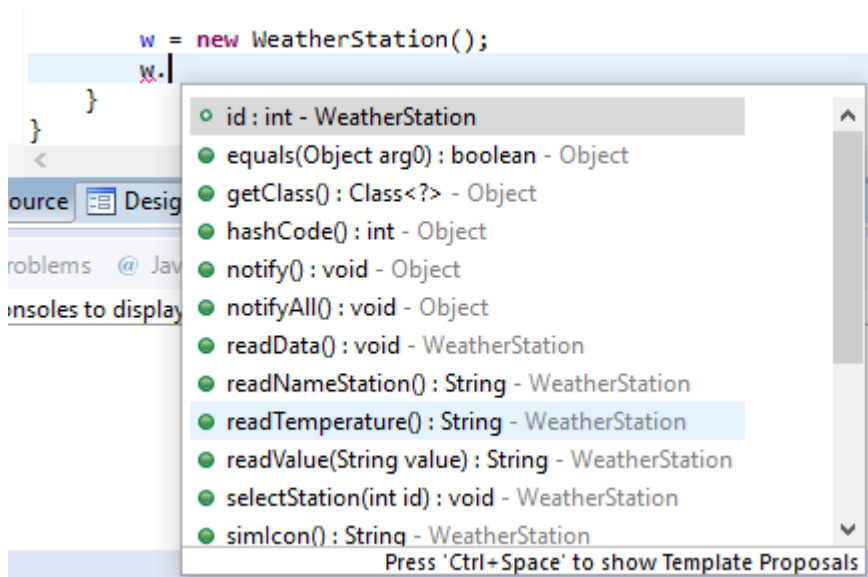 w = new WeatherStation();
w.
}
}
id : int - WeatherStation
equals(Object arg0) : boolean - Object
getClass() : Class<?> - Object
hashCode() : int - Object
notify() : void - Object
notifyAll() : void - Object
readData() : void - WeatherStation
readNameStation() : String - WeatherStation
readTemperature() : String - WeatherStation
readValue(String value) : String - WeatherStation
selectStation(int id) : void - WeatherStation
simIcon() : String - WeatherStation
Press 'Ctrl+Space' to show Template Proposals
ource Desig
roblems @ Jav
onsoles to display